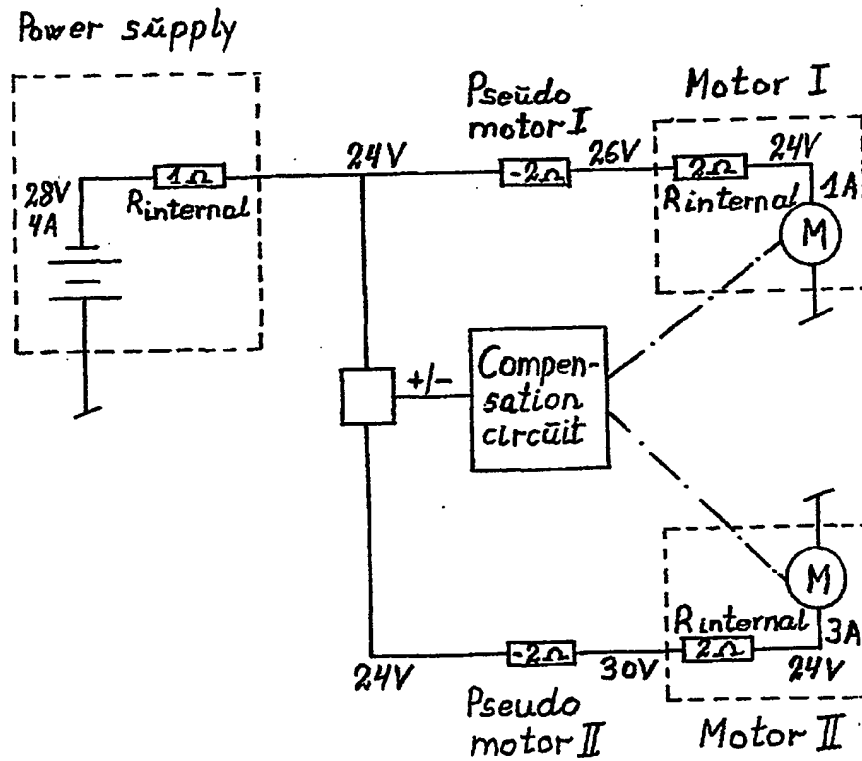 Power sŭpply
28V
4A
1Ω
Rinternal
24V
Pseŭdo
motor I
-2Ω
26V
Motor I
2Ω
24V
Rinternal
1A
M
+/-
Compen-
sation
circŭit
M
Rinternal
3A
24V
-2Ω
30V
2Ω
24V
Pseŭdo
motor II
Motor II